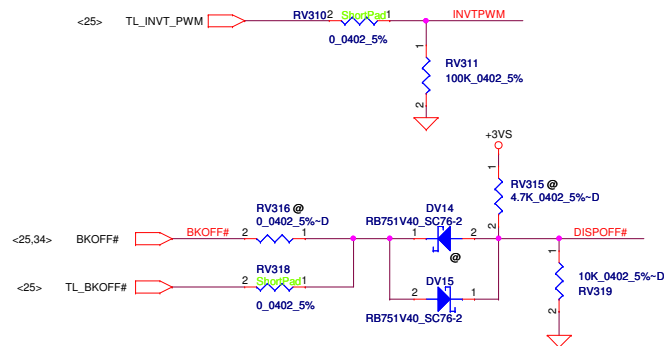 <25> TL_INVT_PWM RV310 2 ShortPad 1 INVTPWM
0_0402_5%
1
RV311
100K_0402_5%
2
+3VS
1
RV315 @
4.7K_0402_5%~D
2
RV316 @
0_0402_5%~D
DV14
RB751V40_SC76-2
<25,34> BKOFF# BKOFF# 2 1 1 2 DISPOFF#
@
RV318
<25> TL_BKOFF# 2 ShortPad 1
0_0402_5%
DV15
2 1
RB751V40_SC76-2
1
10K_0402_5%~D
RV319
2